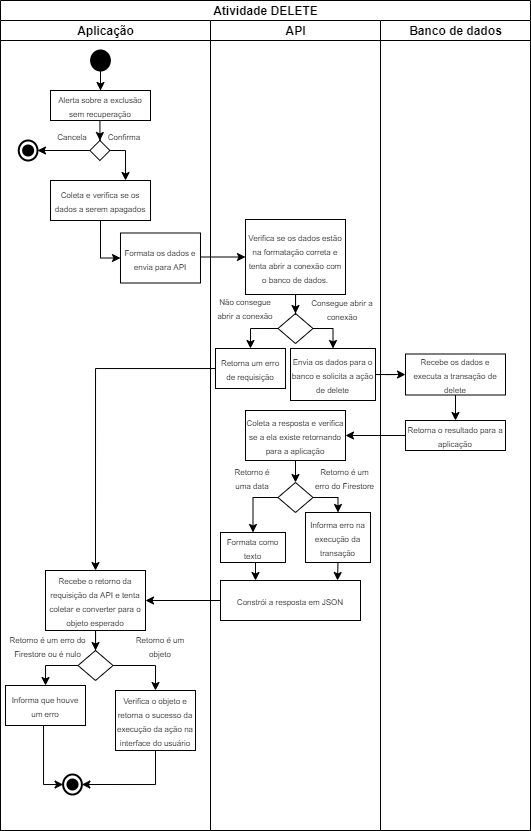 Atividade DELETE
Aplicação
API
Banco de dados
Alerta sobre a exclusão
sem recuperação
Cancela
Confirma
Coleta e verifica se os
dados a serem apagados
Formata os dados e
envia para API
Verifica se os dados estão
na formatação correta e
tenta abrir a conexão com
o banco de dados.
Não consegue
abrir a conexão
Consegue abrir a
conexão
Retorna um erro
de requisição
Envia os dados para o
banco e solicita a ação
de delete
Recebe os dados e
executa a transação de
delete
Retorna o resultado para a
aplicação
Coleta a resposta e verifica
se a ela existe retornando
para a aplicação
Retorno é
uma data
Retorno é um
erro do Firestore
Formata como
texto
Informa erro na
execução da
transação
Constrói a resposta em JSON
Recebe o retorno da
requisição da API e tenta
coletar e converter para o
objeto esperado
Retorno é um erro do
Firestore ou é nulo
Retorno é um
objeto
Informa que houve
um erro
Verifica o objeto e
retorna o sucesso da
execução da ação na
interface do usuário